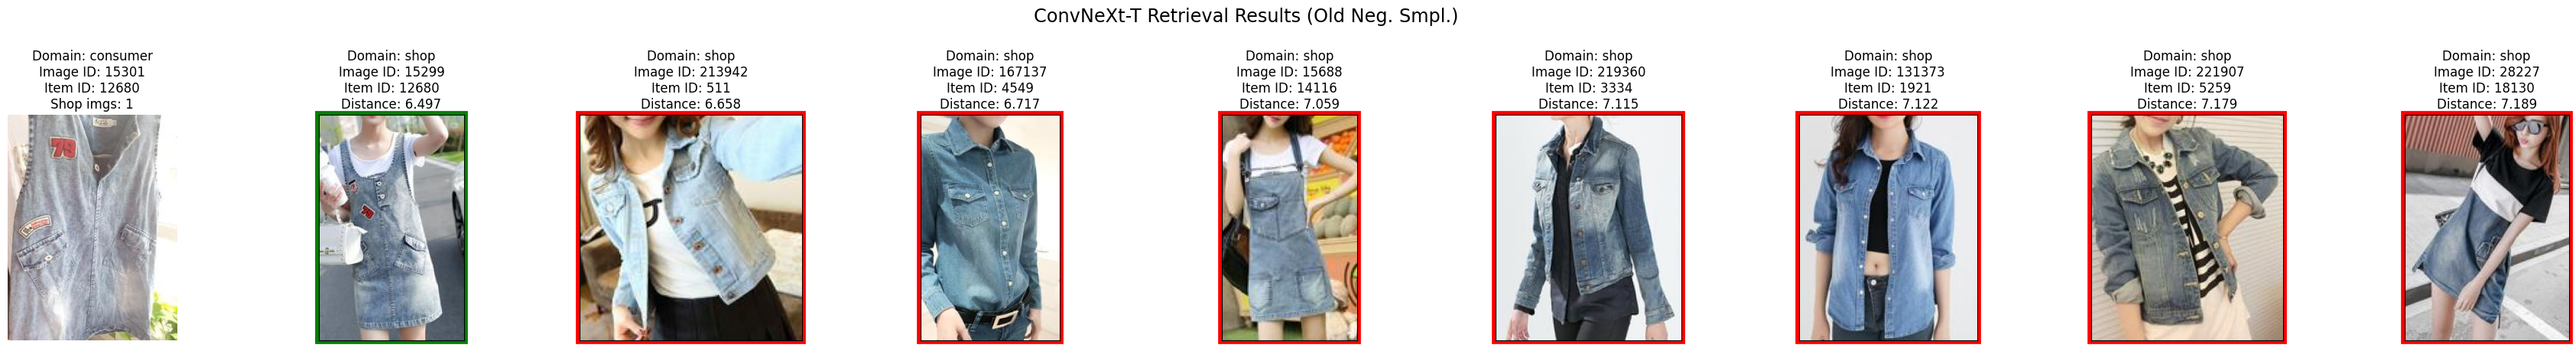 ConvNeXt-T Retrieval Results (Old Neg. Smpl.)
Domain: consumer
Image ID: 15301
Item ID: 12680
Shop imgs: 1
Domain: shop
Image ID: 15299
Item ID: 12680
Distance: 6.497
Domain: shop
Image ID: 213942
Item ID: 511
Distance: 6.658
Domain: shop
Image ID: 167137
Item ID: 4549
Distance: 6.717
Domain: shop
Image ID: 15688
Item ID: 14116
Distance: 7.059
Domain: shop
Image ID: 219360
Item ID: 3334
Distance: 7.115
Domain: shop
Image ID: 131373
Item ID: 1921
Distance: 7.122
Domain: shop
Image ID: 221907
Item ID: 5259
Distance: 7.179
Domain: shop
Image ID: 28227
Item ID: 18130
Distance: 7.189
79
79